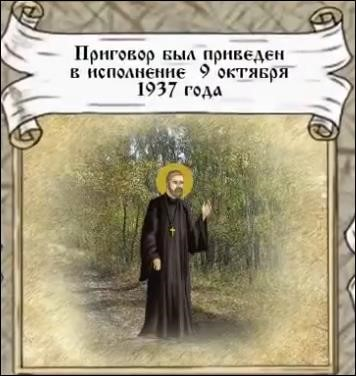 Приговор был приведен
в исполнение 9 октября
1937 года